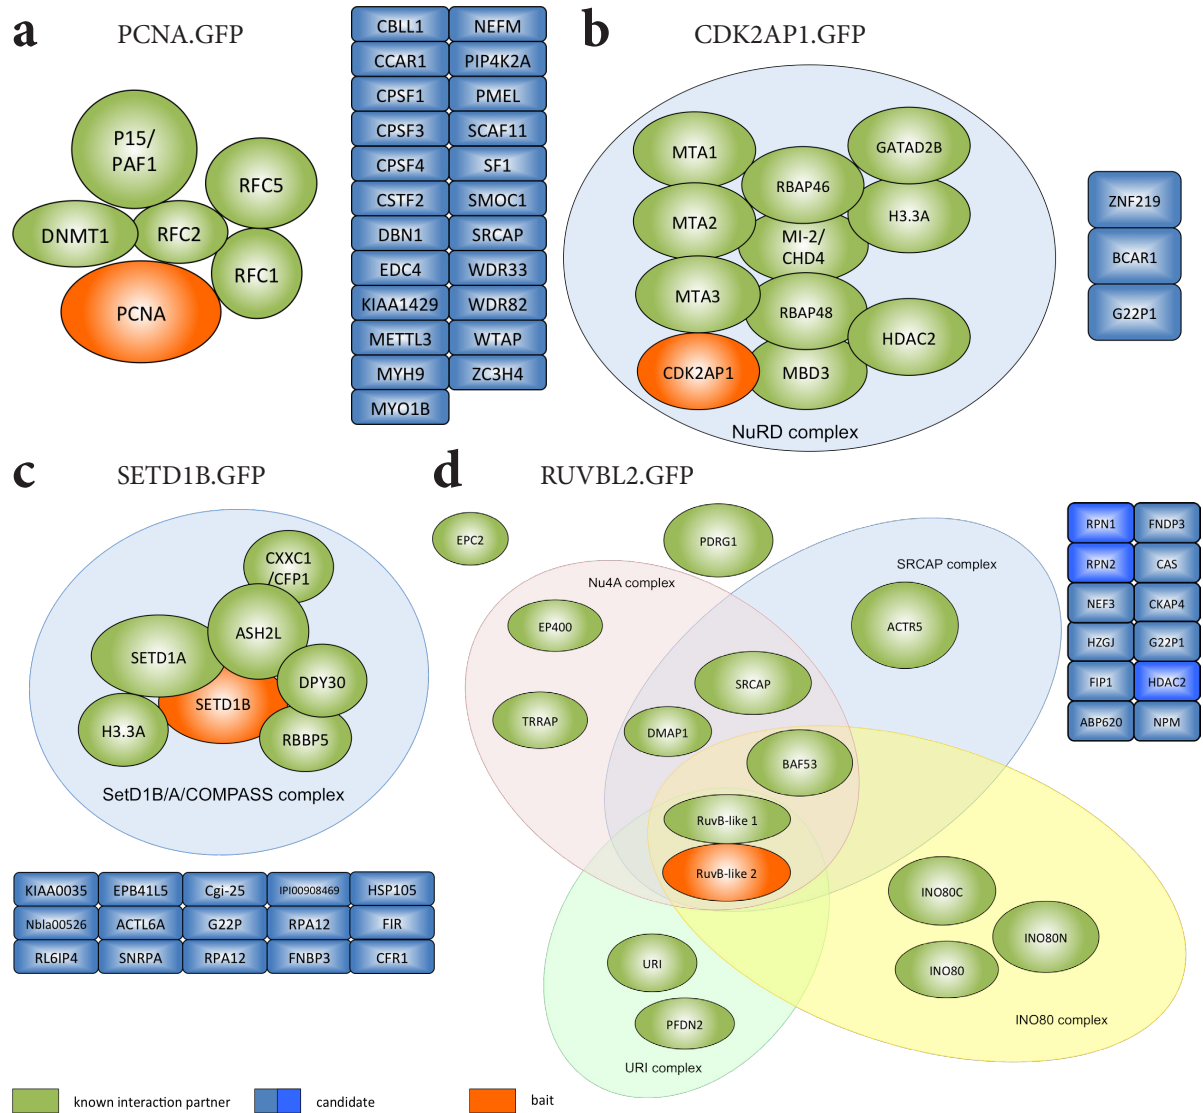 a
PCNA.GFP
P15/
PAF1
RFC5
DNMT1
RFC2
RFC1
PCNA
CBLL1 NEFM
CCAR1 PIP4K2A
CPSF1 PMEL
CPSF3 SCAF11
CPSF4 SF1
CSTF2 SMOC1
DBN1 SRCAP
EDC4 WDR33
KIAA1429 WDR82
METTL3 WTAP
MYH9 ZC3H4
MYO1B
b
CDK2AP1.GFP
MTA1
GATAD2B
RBAP46
MTA2
H3.3A
MI-2/
CHD4
MTA3
RBAP48
HDAC2
CDK2AP1
MBD3
NuRD complex
ZNF219
BCAR1
G22P1
c
SETD1B.GFP
CXXC1
/CFP1
ASH2L
SETD1A
DPY30
SETD1B
H3.3A
RBBP5
SetD1B/A/COMPASS complex
KIAA0035 EPB41L5 Cgi-25 IPI00908469 HSP105
Nbla00526 ACTL6A G22P RPA12 FIR
RL6IP4 SNRPA RPA12 FNBP3 CFR1
d
RUVBL2.GFP
EPC2
PDRG1
Nu4A complex
SRCAP complex
EP400
ACTR5
SRCAP
TRRAP
DMAP1
BAF53
RuvB-like 1
RuvB-like 2
INO80C
INO80N
INO80
URI
PFDN2
INO80 complex
URI complex
RPN1 FNDP3
RPN2 CAS
NEF3 CKAP4
HZGJ G22P1
FIP1 HDAC2
ABP620 NPM
known interaction partner
candidate
bait